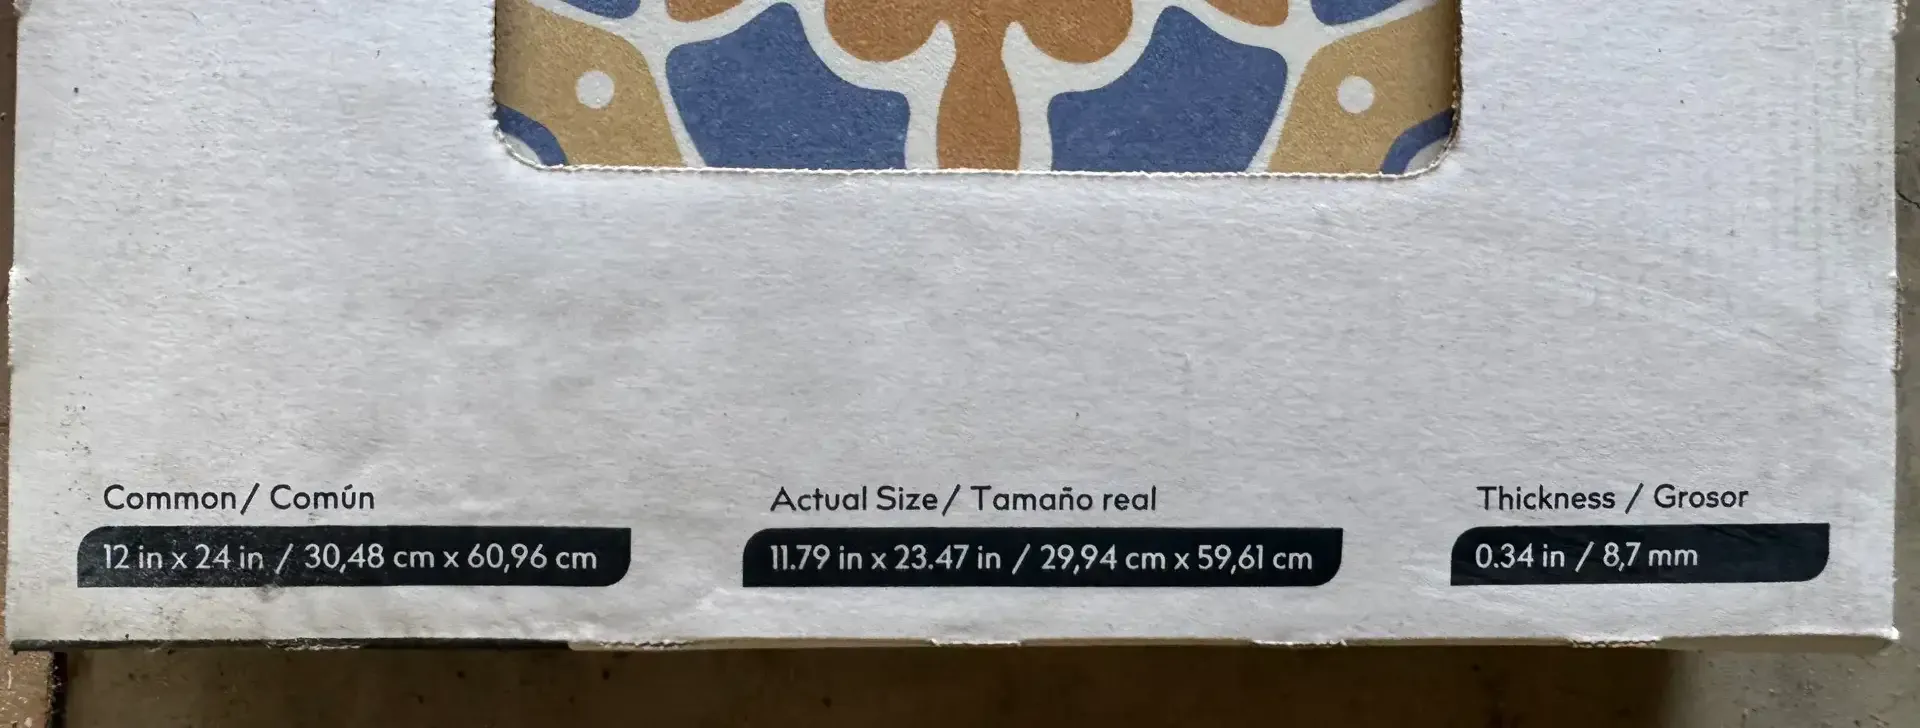 Common / Común
12 in x 24 in / 30,48 cm x 60,96 cm
Actual Size / Tamaño real
11.79 in x 23.47 in / 29,94 cm x 59,61 cm
Thickness / Grosor
0.34 in / 8,7 mm